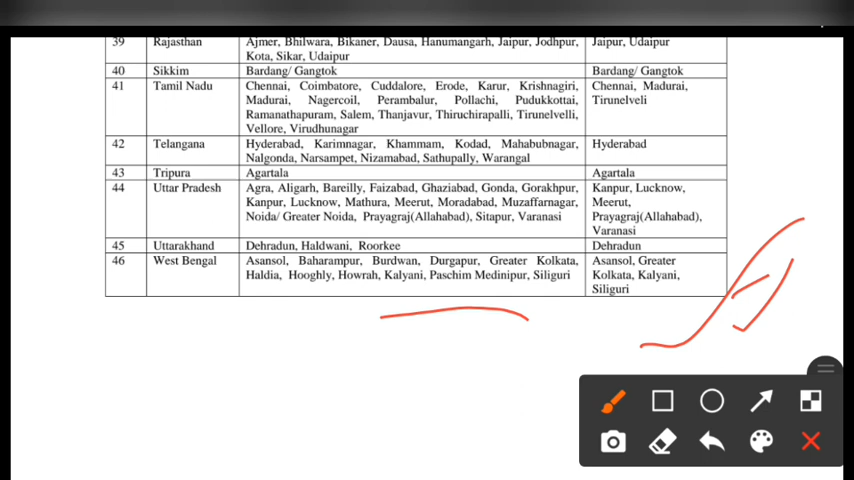 39 Rajasthan Ajmer, Bhilwara, Bikaner, Dausa, Hanumangarh, Jaipur, Jodhpur, Jaipur, Udaipur
Kota, Sikar, Udaipur
40 Sikkim Bardang/ Gangtok Bardang/ Gangtok
41 Tamil Nadu Chennai, Coimbatore, Cuddalore, Erode, Karur, Krishnagiri, Chennai, Madurai,
Madurai, Nagercoil, Perambalur, Pollachi, Pudukkottai, Tirunelveli
Ramanathapuram, Salem, Thanjavur, Thiruchirapalli, Tirunelvelli,
Vellore, Virudhunagar
42 Telangana Hyderabad, Karimnagar, Khammam, Kodad, Mahabubnagar, Hyderabad
Nalgonda, Narsampet, Nizamabad, Sathupally, Warangal
43 Tripura Agartala Agartala
44 Uttar Pradesh Agra, Aligarh, Bareilly, Faizabad, Ghaziabad, Gonda, Gorakhpur, Kanpur, Lucknow,
Kanpur, Lucknow, Mathura, Meerut, Moradabad, Muzaffarnagar, Meerut,
Noida/ Greater Noida, Prayagraj(Allahabad), Sitapur, Varanasi Prayagraj(Allahabad),
Varanasi
45 Uttarakhand Dehradun, Haldwani, Roorkee Dehradun
46 West Bengal Asansol, Baharampur, Burdwan, Durgapur, Greater Kolkata, Asansol, Greater
Haldia, Hooghly, Howrah, Kalyani, Paschim Medinipur, Siliguri Kolkata, Kalyani,
Siliguri